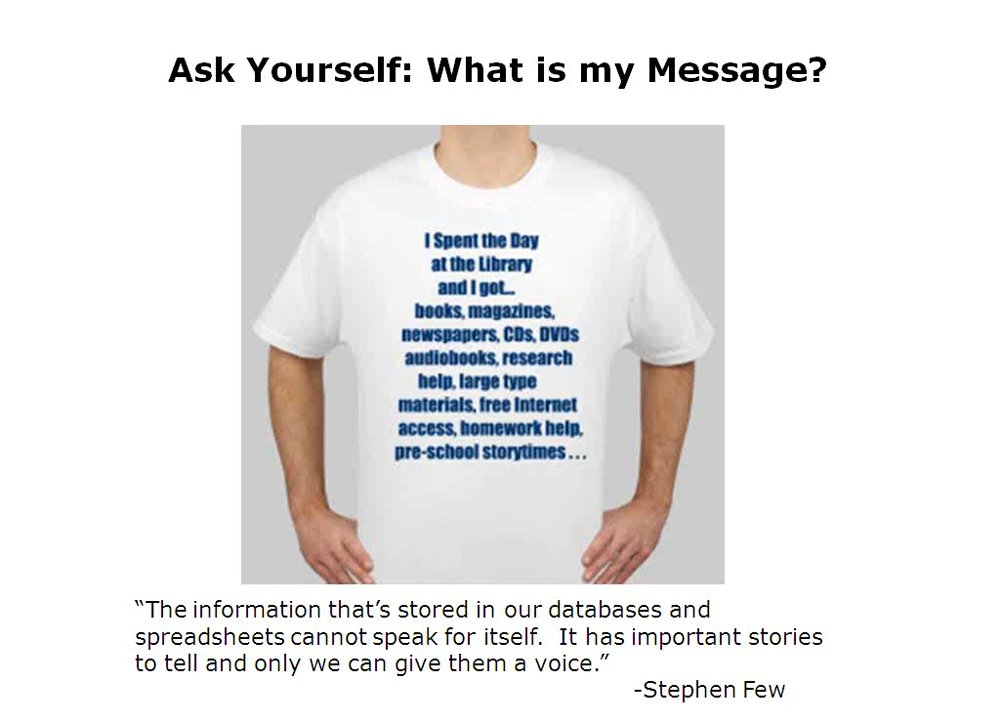 Ask Yourself: What is my Message?
I Spent the Day
at the Library
and I got...
books, magazines,
newspapers, CDs, DVDs
audiobooks, research
help, large type
materials, free Internet
access, homework help,
pre-school storytimes . . .
“The information that’s stored in our databases and
spreadsheets cannot speak for itself.  It has important stories
to tell and only we can give them a voice.”
-Stephen Few